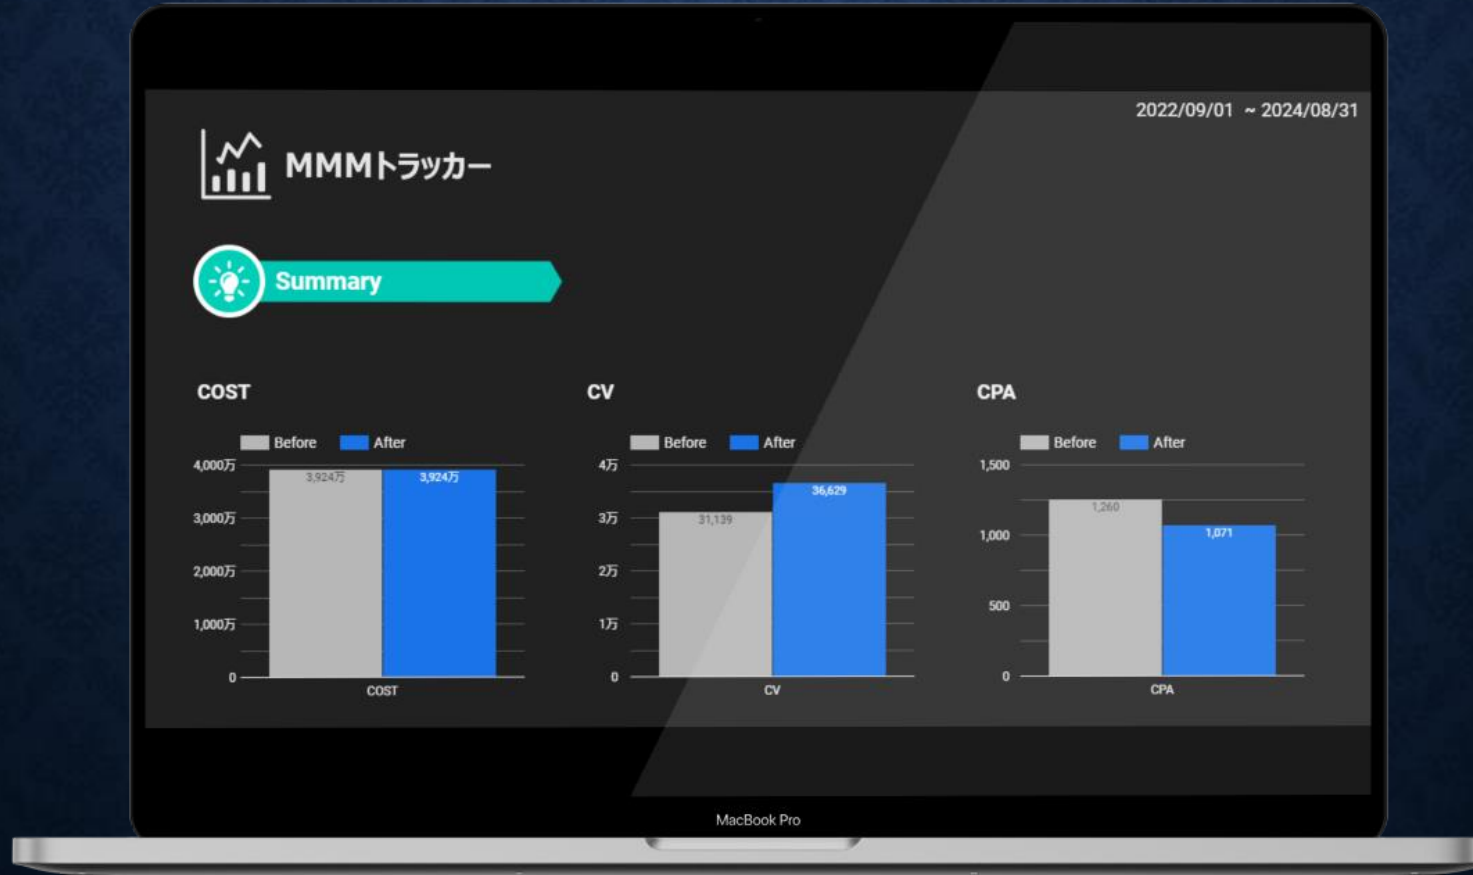 2022/09/01 ~ 2024/08/31
MMMトラッカー
Summary
COST
Before After
4,000万
3,000万
2,000万
1,000万
0
3,924万 3,924万
COST
CV
Before After
4万
3万
2万
1万
0
31,139 36,629
CV
CPA
Before After
1,500
1,000
500
0
1,260 1,071
CPA
MacBook Pro